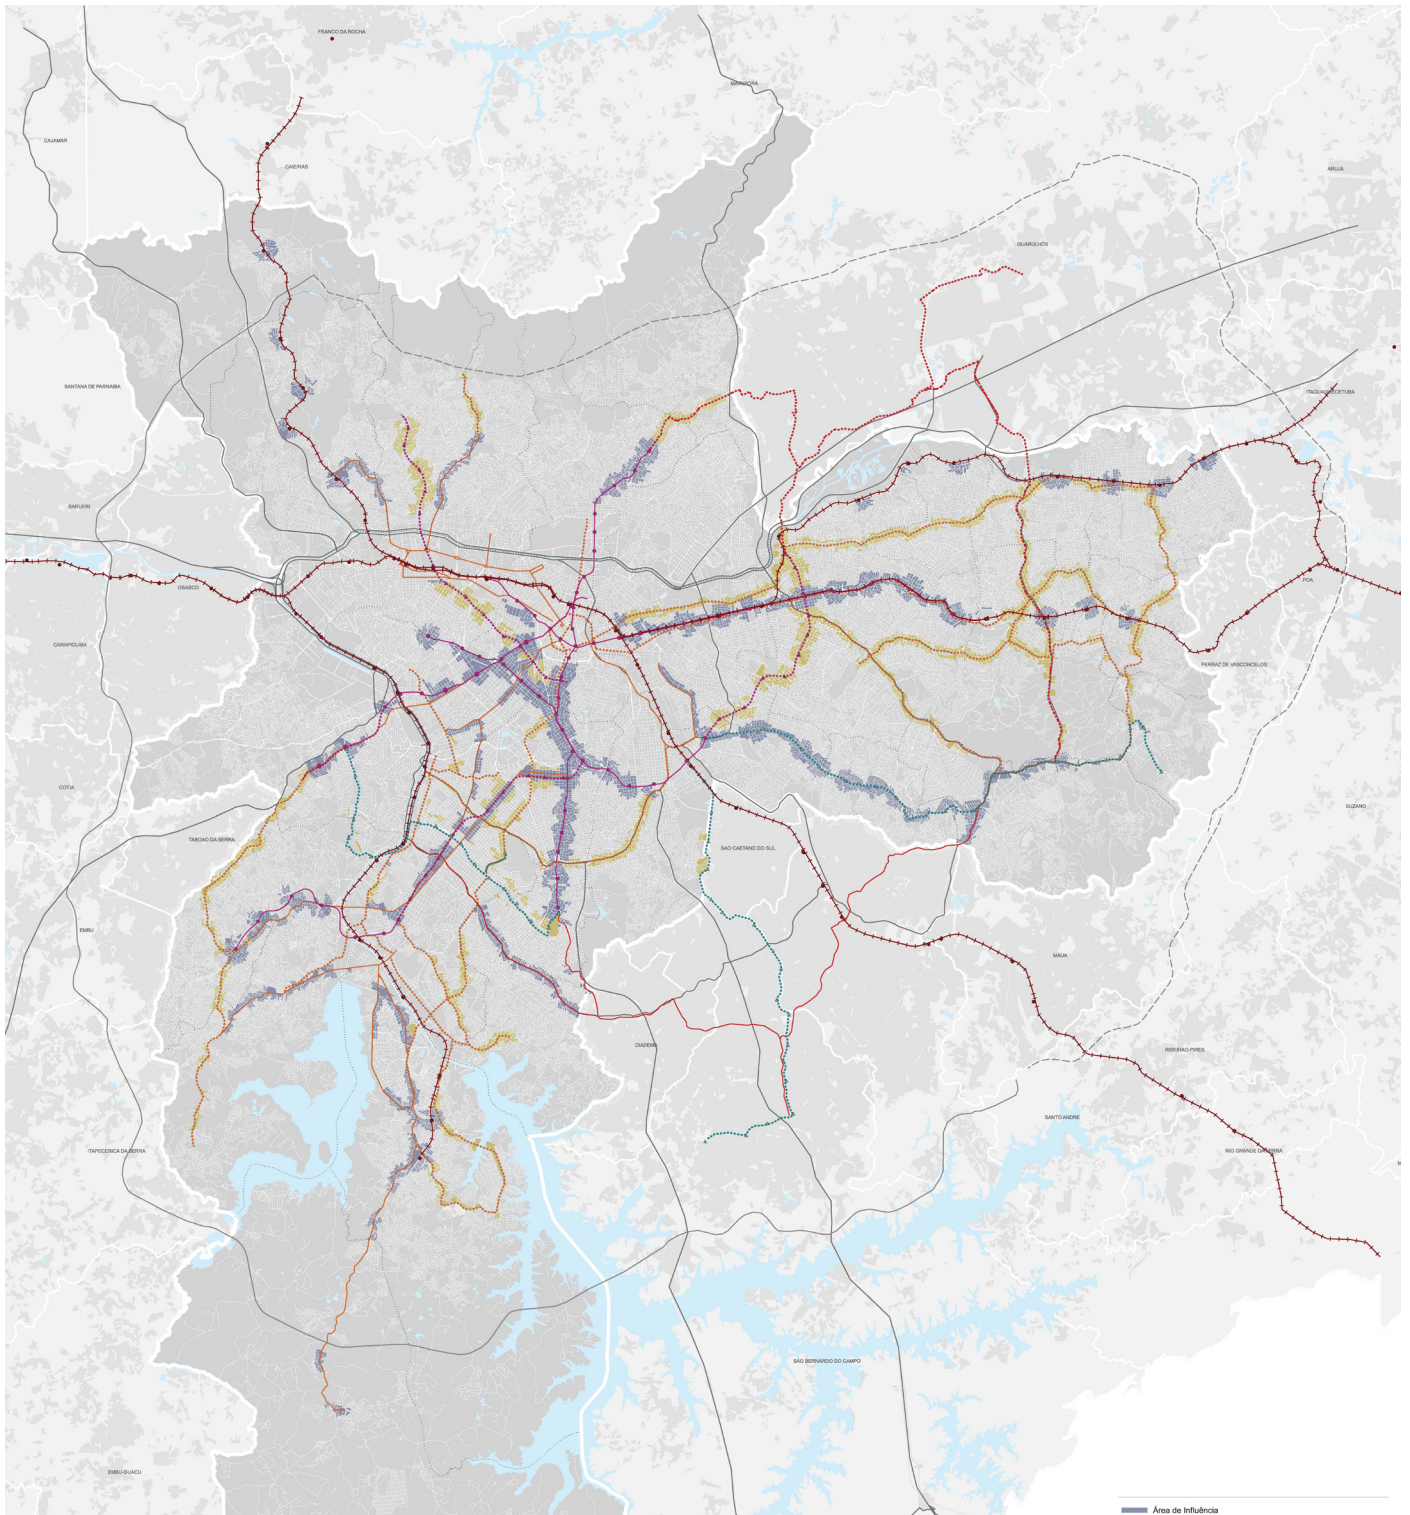 FRANCO DA ROCHA
MAIRIPORA
CAJAMAR
CAIEIRAS
ARUJA
GUARULHOS
SANTANA DE PARNAIBA
ITAQUAQUECETUBA
BARUERI
OSASCO
POA
CARAPICUIBA
FERRAZ DE VASCONCELOS
COTIA
SUZANO
TABOAO DA SERRA
SAO CAETANO DO SUL
EMBU
MAUA
DIADEMA
RIBEIRAO PIRES
SANTO ANDRE
ITAPECERICA DA SERRA
RIO GRANDE DA SERRA
SAO BERNARDO DO CAMPO
EMBU-GUACU
Área de Influência